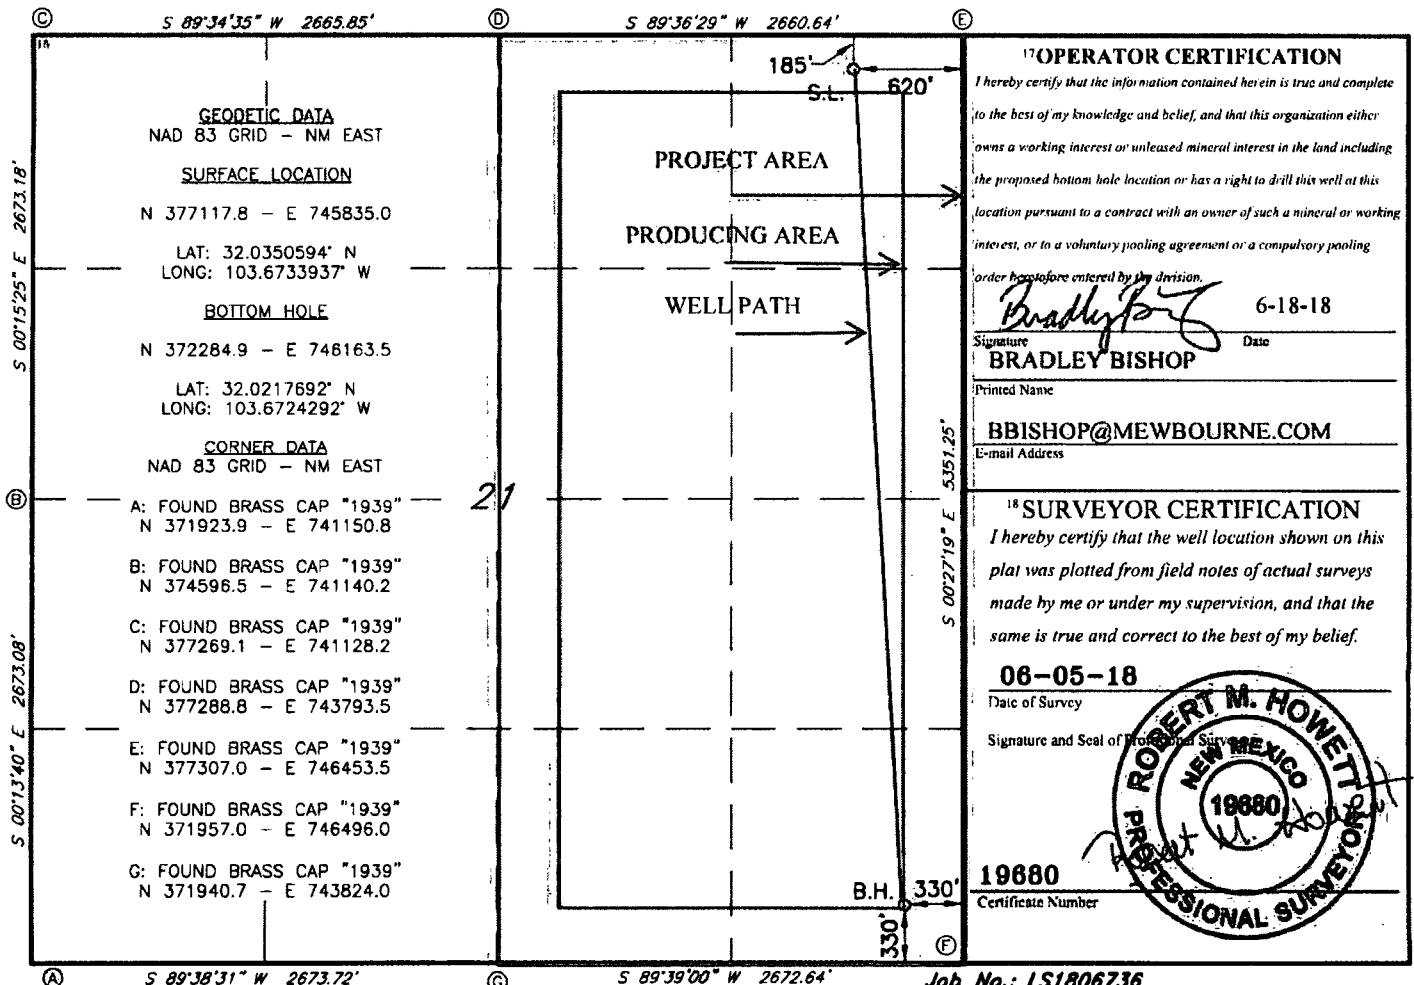 Ⓒ S 89°34'35" W 2665.85' Ⓓ S 89°36'29" W 2660.64' Ⓔ
18
GEODETIC DATA
NAD 83 GRID - NM EAST
SURFACE LOCATION
N 377117.8 - E 745835.0
LAT: 32.0350594° N
LONG: 103.6733937° W
BOTTOM HOLE
N 372284.9 - E 746163.5
LAT: 32.0217692° N
LONG: 103.6724292° W
CORNER DATA
NAD 83 GRID - NM EAST
A: FOUND BRASS CAP "1939"
N 371923.9 - E 741150.8
B: FOUND BRASS CAP "1939"
N 374596.5 - E 741140.2
C: FOUND BRASS CAP "1939"
N 377269.1 - E 741128.2
D: FOUND BRASS CAP "1939"
N 377288.8 - E 743793.5
E: FOUND BRASS CAP "1939"
N 377307.0 - E 746453.5
F: FOUND BRASS CAP "1939"
N 371957.0 - E 746496.0
G: FOUND BRASS CAP "1939"
N 371940.7 - E 743824.0
S 00°15'25" E 2673.18'
Ⓑ
S 00°13'40" E 2673.08'
21
185'
620'
S.L.
PROJECT AREA
PRODUCING AREA
WELL PATH
S 00°27'19" E 5351.25'
B.H.
330'
330'
Ⓕ
Ⓐ S 89°38'31" W 2673.72' Ⓖ S 89°39'00" W 2672.64' Job No.: LS1806736
17 OPERATOR CERTIFICATION
I hereby certify that the information contained herein is true and complete
to the best of my knowledge and belief, and that this organization either
owns a working interest or unleased mineral interest in the land including
the proposed bottom hole location or has a right to drill this well at this
location pursuant to a contract with an owner of such a mineral or working
interest, or to a voluntary pooling agreement or a compulsory pooling
order heretofore entered by the division.
6-18-18
Signature Date
BRADLEY BISHOP
Printed Name
BBISHOP@MEWBOURNE.COM
E-mail Address
18 SURVEYOR CERTIFICATION
I hereby certify that the well location shown on this
plat was plotted from field notes of actual surveys
made by me or under my supervision, and that the
same is true and correct to the best of my belief.
06-05-18
Date of Survey
Signature and Seal of Professional Surveyor
ROBERT M. HOWETT
NEW MEXICO
19680
PROFESSIONAL SURVEYOR
19680
Certificate Number